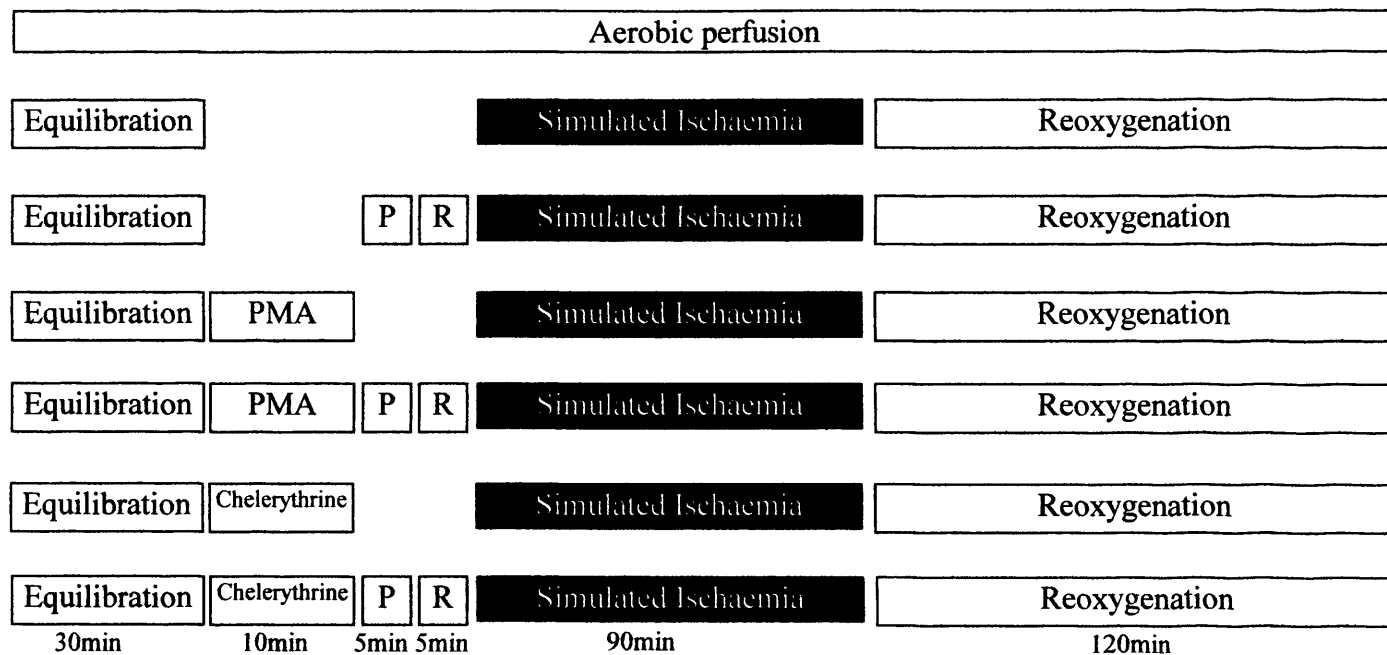 Aerobic perfusion
Equilibration Simulated Ischaemia Reoxygenation
Equilibration P R Simulated Ischaemia Reoxygenation
Equilibration PMA Simulated Ischaemia Reoxygenation
Equilibration PMA P R Simulated Ischaemia Reoxygenation
Equilibration Chelerythrine Simulated Ischaemia Reoxygenation
Equilibration Chelerythrine P R Simulated Ischaemia Reoxygenation
30min 10min 5min 5min 90min 120min